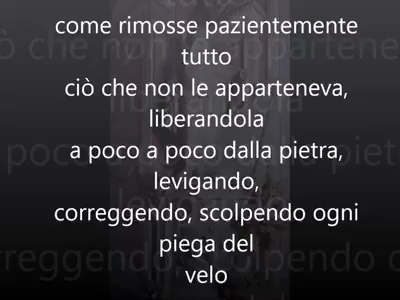 come rimosse pazientemente
tutto
ciò che non le apparteneva,
liberandola
a poco a poco dalla pietra,
levigando,
correggendo, scolpendo ogni
piega del
velo